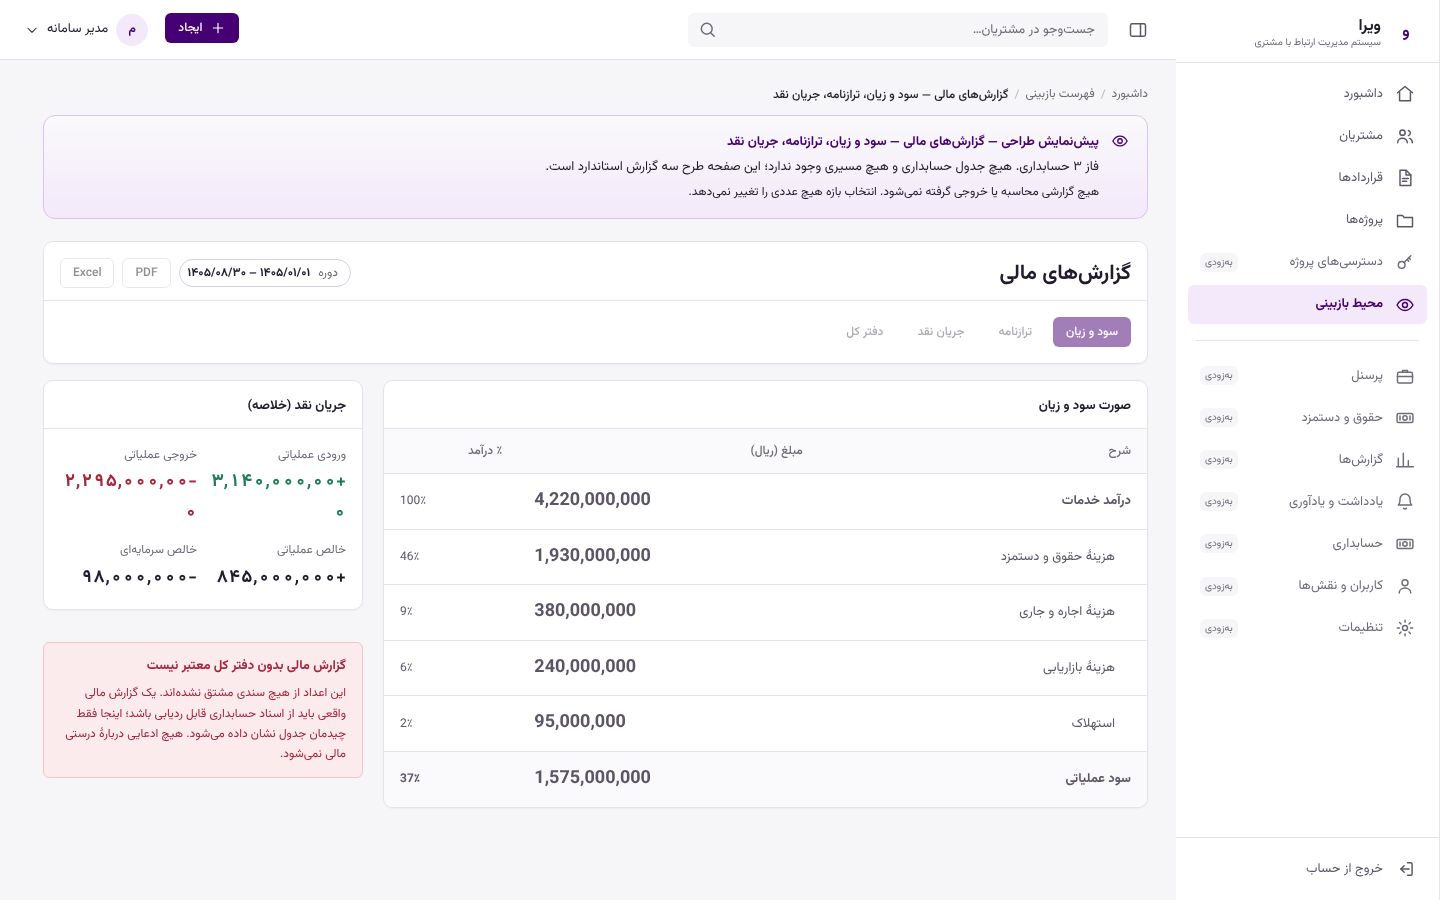 و
ویرا
سیستم مدیریت ارتباط با مشتری
جست‌وجو در مشتریان...
ایجاد
م
مدیر سامانه
داشبورد
مشتریان
قراردادها
پروژه‌ها
دسترسی‌های پروژه
به‌زودی
محیط بازبینی
پرسنل
به‌زودی
حقوق و دستمزد
به‌زودی
گزارش‌ها
به‌زودی
یادداشت و یادآوری
به‌زودی
حسابداری
به‌زودی
کاربران و نقش‌ها
به‌زودی
تنظیمات
به‌زودی
خروج از حساب
داشبورد / فهرست بازبینی / گزارش‌های مالی — سود و زیان، ترازنامه، جریان نقد
پیش‌نمایش طراحی — گزارش‌های مالی — سود و زیان، ترازنامه، جریان نقد
فاز ۳ حسابداری. هیچ جدول حسابداری و هیچ مسیری وجود ندارد؛ این صفحه طرح سه گزارش استاندارد است.
هیچ گزارشی محاسبه یا خروجی گرفته نمی‌شود. انتخاب بازه هیچ عددی را تغییر نمی‌دهد.
گزارش‌های مالی
دوره ۱۴۰۵/۰۱/۰۱ – ۱۴۰۵/۰۸/۳۰
PDF
Excel
سود و زیان
ترازنامه
جریان نقد
دفتر کل
صورت سود و زیان
شرح مبلغ (ریال) ٪ درآمد
درآمد خدمات 4,220,000,000 100٪
هزینهٔ حقوق و دستمزد 1,930,000,000 46٪
هزینهٔ اجاره و جاری 380,000,000 9٪
هزینهٔ بازاریابی 240,000,000 6٪
استهلاک 95,000,000 2٪
سود عملیاتی 1,575,000,000 37٪
جریان نقد (خلاصه)
ورودی عملیاتی
+۳,۱۴۰,۰۰۰,۰۰
۰
خروجی عملیاتی
−۲,۲۹۵,۰۰۰,۰۰
۰
خالص عملیاتی
+۸۴۵,۰۰۰,۰۰۰
خالص سرمایه‌ای
−۹۸,۰۰۰,۰۰۰
گزارش مالی بدون دفتر کل معتبر نیست
این اعداد از هیچ سندی مشتق نشده‌اند. یک گزارش مالی
واقعی باید از اسناد حسابداری قابل ردیابی باشد؛ اینجا فقط
چیدمان جدول نشان داده می‌شود. هیچ ادعایی دربارهٔ درستی
مالی نمی‌شود.